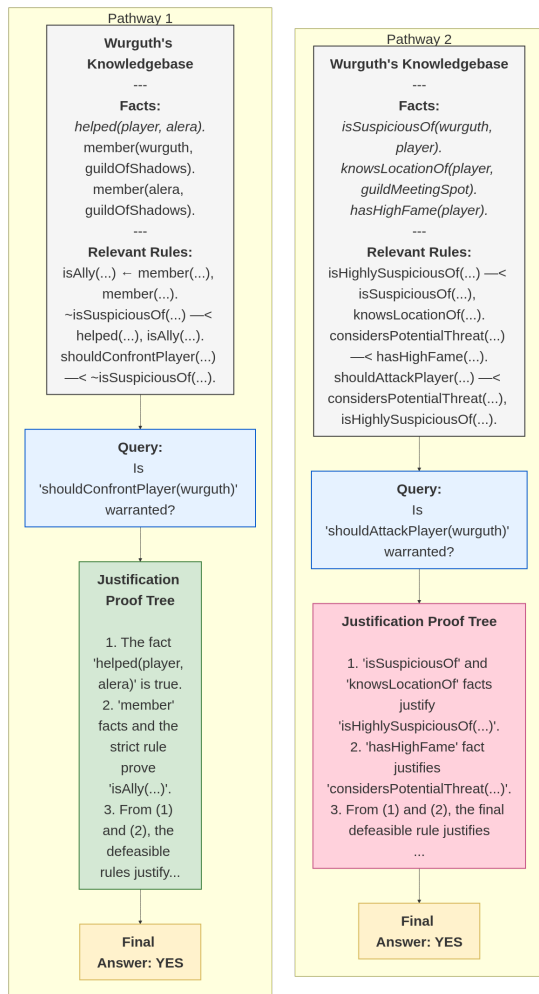 Pathway 1
Wurguth's
Knowledgebase
---
Facts:
helped(player, alera).
member(wurguth,
guildOfShadows).
member(alera,
guildOfShadows).
---
Relevant Rules:
isAlly(...) ← member(...),
member(...).
~isSuspiciousOf(...) —<
helped(...), isAlly(...).
shouldConfrontPlayer(...)
—< ~isSuspiciousOf(...).
Query:
Is
'shouldConfrontPlayer(wurguth)'
warranted?
Justification
Proof Tree
1. The fact
'helped(player,
alera)' is true.
2. 'member'
facts and the
strict rule
prove
'isAlly(...)'.
3. From (1)
and (2), the
defeasible
rules justify...
Final
Answer: YES
Pathway 2
Wurguth's Knowledgebase
---
Facts:
isSuspiciousOf(wurguth,
player).
knowsLocationOf(player,
guildMeetingSpot).
hasHighFame(player).
---
Relevant Rules:
isHighlySuspiciousOf(...) —<
isSuspiciousOf(...),
knowsLocationOf(...).
considersPotentialThreat(...)
—< hasHighFame(...).
shouldAttackPlayer(...) —<
considersPotentialThreat(...),
isHighlySuspiciousOf(...).
Query:
Is
'shouldAttackPlayer(wurguth)'
warranted?
Justification Proof Tree
1. 'isSuspiciousOf' and
'knowsLocationOf' facts
justify
'isHighlySuspiciousOf(...)'.
2. 'hasHighFame' fact
justifies
'considersPotentialThreat(...)'.
3. From (1) and (2), the final
defeasible rule justifies
...
Final
Answer: YES